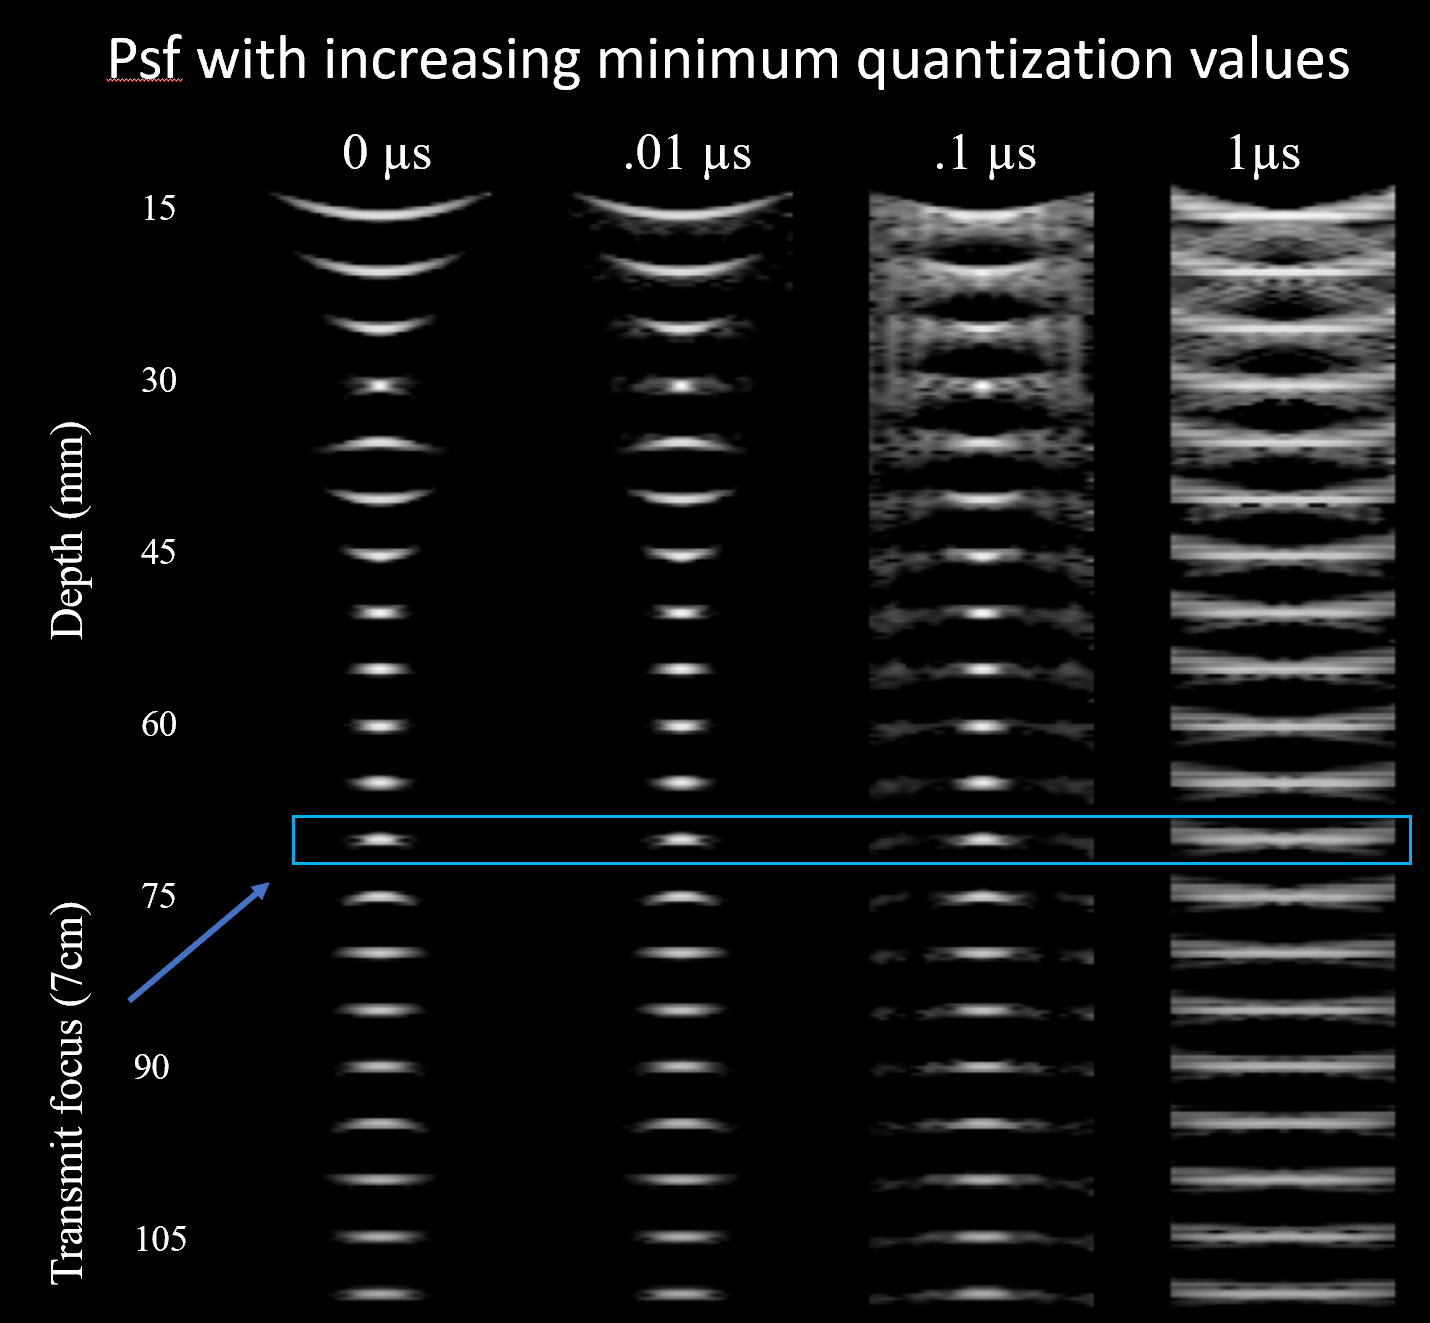 Psf with increasing minimum quantization values
0 µs
.01 µs
.1 µs
1µs
15
30
45
60
75
90
105
Depth (mm)
Transmit focus (7cm)